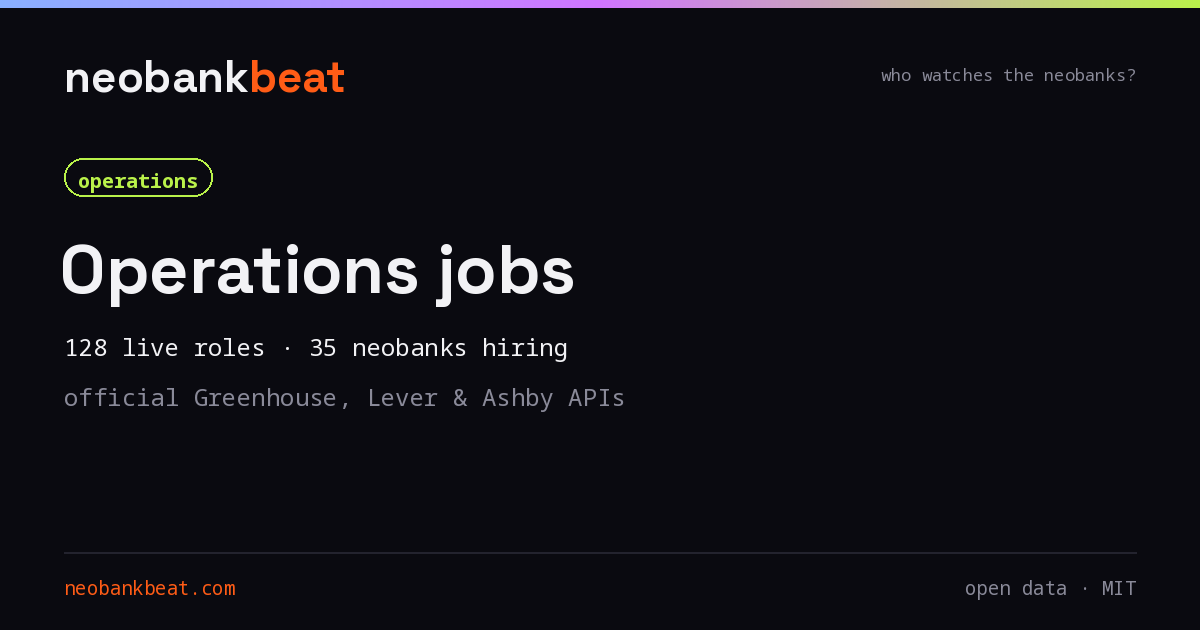 neobankbeat
who watches the neobanks?
operations
Operations jobs
128 live roles · 35 neobanks hiring
official Greenhouse, Lever & Ashby APIs
neobankbeat.com
open data · MIT